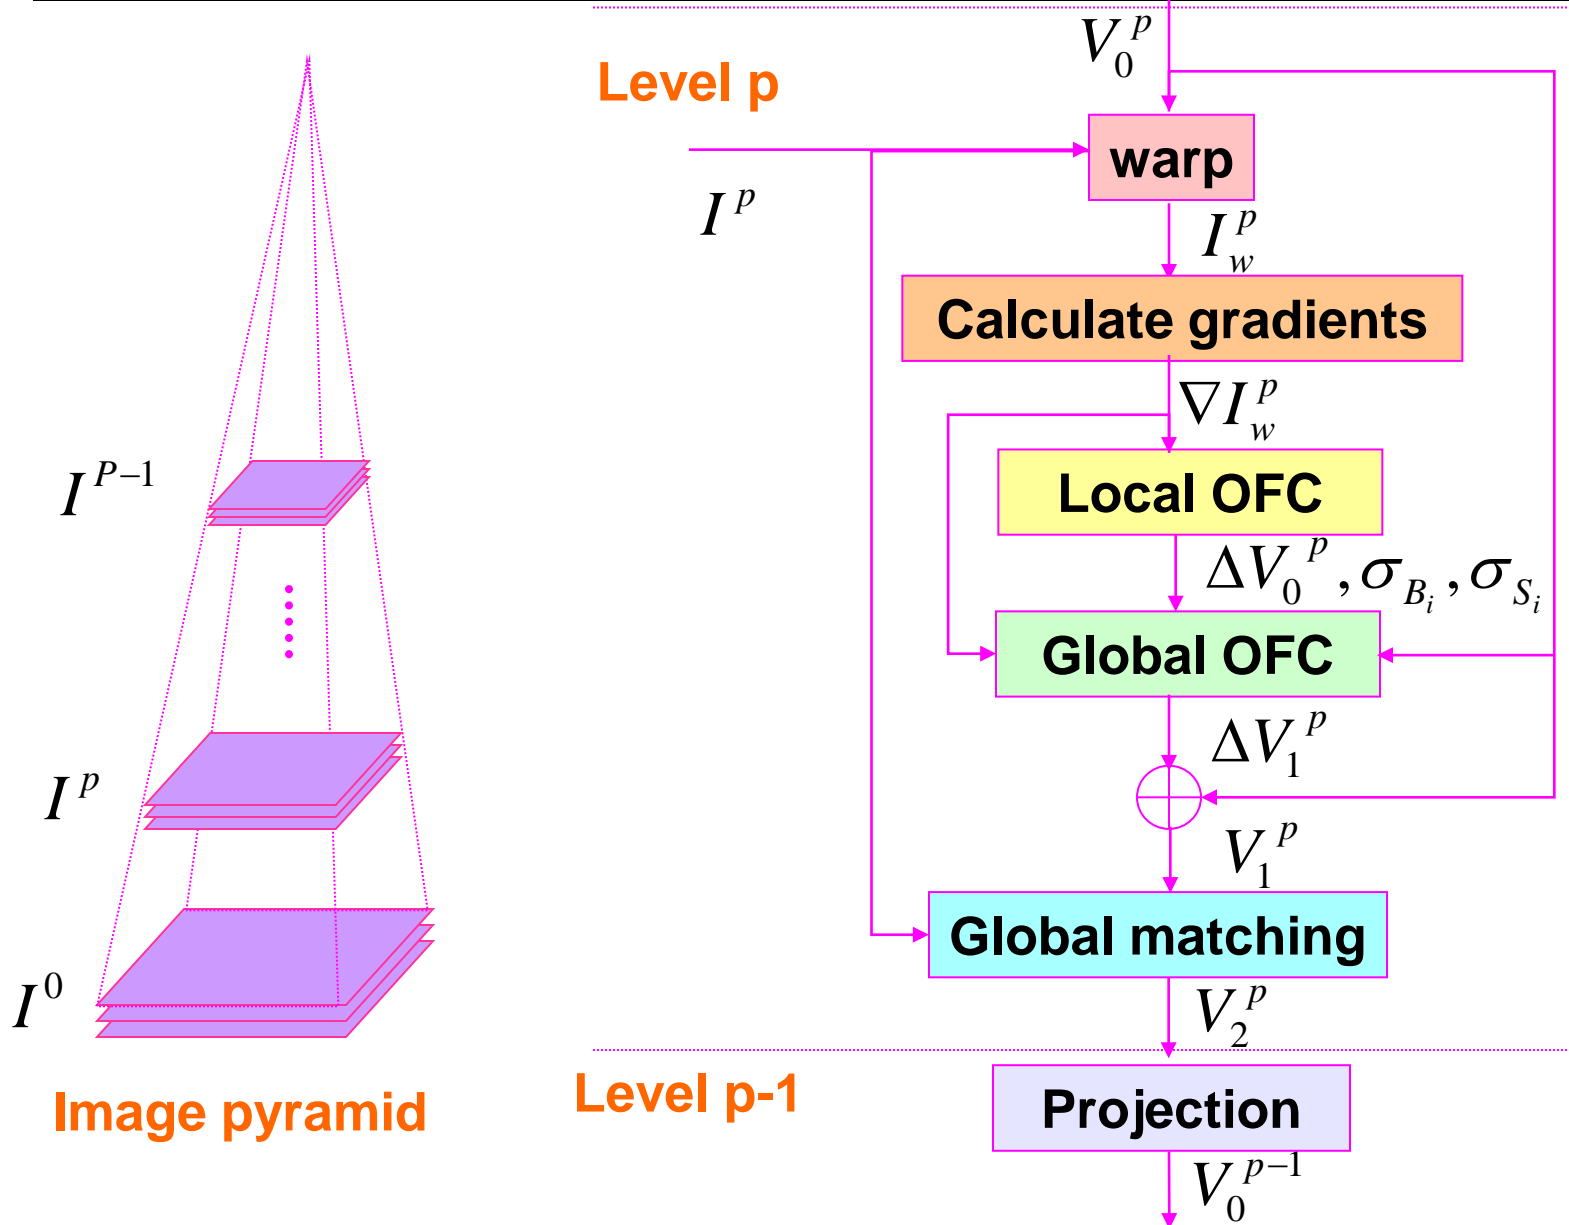 I^{P-1}
I^p
I^0
Image pyramid
Level p
V_0^p
I^p
warp
I_w^p
Calculate gradients
∇I_w^p
Local OFC
ΔV_0^p, σ_{B_i}, σ_{S_i}
Global OFC
ΔV_1^p
V_1^p
Global matching
V_2^p
Level p-1
Projection
V_0^{p-1}